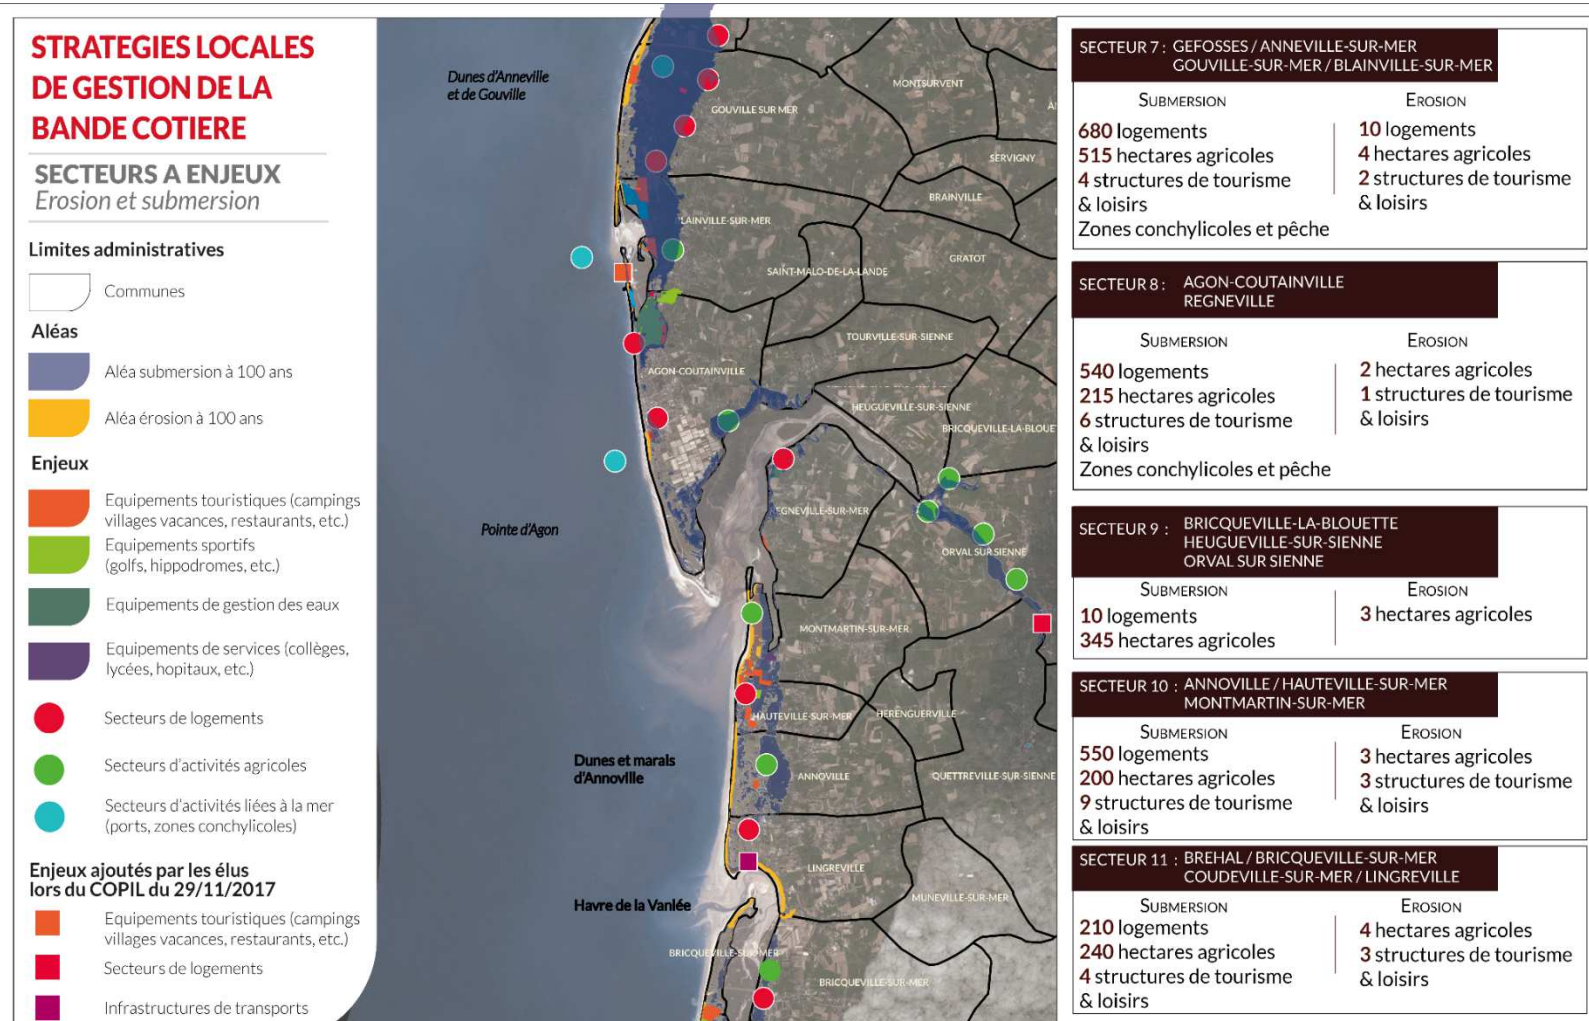 STRATEGIES LOCALES
DE GESTION DE LA
BANDE COTIERE
SECTEURS A ENJEUX
Erosion et submersion
Limites administratives
Communes
Aléas
Aléa submersion à 100 ans
Aléa érosion à 100 ans
Enjeux
Equipements touristiques (campings
villages vacances, restaurants, etc.)
Equipements sportifs
(golfs, hippodromes, etc.)
Equipements de gestion des eaux
Equipements de services (collèges,
lycées, hopitaux, etc.)
Secteurs de logements
Secteurs d'activités agricoles
Secteurs d'activités liées à la mer
(ports, zones conchylicoles)
Enjeux ajoutés par les élus
lors du COPIL du 29/11/2017
Equipements touristiques (campings
villages vacances, restaurants, etc.)
Secteurs de logements
Infrastructures de transports
Dunes d'Anneville
et de Gouville
Pointe d'Agon
Dunes et marais
d'Annoville
Havre de la Vanlée
MONTSURVENT
GOUVILLE SUR MER
SERVIGNY
BRAINVILLE
LAINVILLE-SUR-MER
GRATOT
SAINT-MALO-DE-LA-LANDE
TOURVILLE-SUR-SIENNE
AGON-COUTAINVILLE
HEUGUEVILLE-SUR-SIENNE
BRICQUEVILLE-LA-BLOUET
EGNEVILLE-SUR-MER
ORVAL SUR SIENNE
MONTMARTIN-SUR-MER
HAUTEVILLE-SUR-MER
HERENGUERVILLE
ANNOVILLE
QUETTREVILLE-SUR-SIENNE
LINGREVILLE
MUNEVILLE-SUR-MER
BRICQUEVILLE-SUR-MER
BRICQUEVILLE-SUR-MER
SECTEUR 7 : GEFOSSES / ANNEVILLE-SUR-MER
GOUVILLE-SUR-MER / BLAINVILLE-SUR-MER
SUBMERSION
680 logements
515 hectares agricoles
4 structures de tourisme
& loisirs
Zones conchylicoles et pêche
EROSION
10 logements
4 hectares agricoles
2 structures de tourisme
& loisirs
SECTEUR 8 : AGON-COUTAINVILLE
REGNEVILLE
SUBMERSION
540 logements
215 hectares agricoles
6 structures de tourisme
& loisirs
Zones conchylicoles et pêche
EROSION
2 hectares agricoles
1 structures de tourisme
& loisirs
SECTEUR 9 : BRICQUEVILLE-LA-BLOUETTE
HEUGUEVILLE-SUR-SIENNE
ORVAL SUR SIENNE
SUBMERSION
10 logements
345 hectares agricoles
EROSION
3 hectares agricoles
SECTEUR 10 : ANNOVILLE / HAUTEVILLE-SUR-MER
MONTMARTIN-SUR-MER
SUBMERSION
550 logements
200 hectares agricoles
9 structures de tourisme
& loisirs
EROSION
3 hectares agricoles
3 structures de tourisme
& loisirs
SECTEUR 11 : BREHAL / BRICQUEVILLE-SUR-MER
COUDEVILLE-SUR-MER / LINGREVILLE
SUBMERSION
210 logements
240 hectares agricoles
4 structures de tourisme
& loisirs
EROSION
4 hectares agricoles
3 structures de tourisme
& loisirs